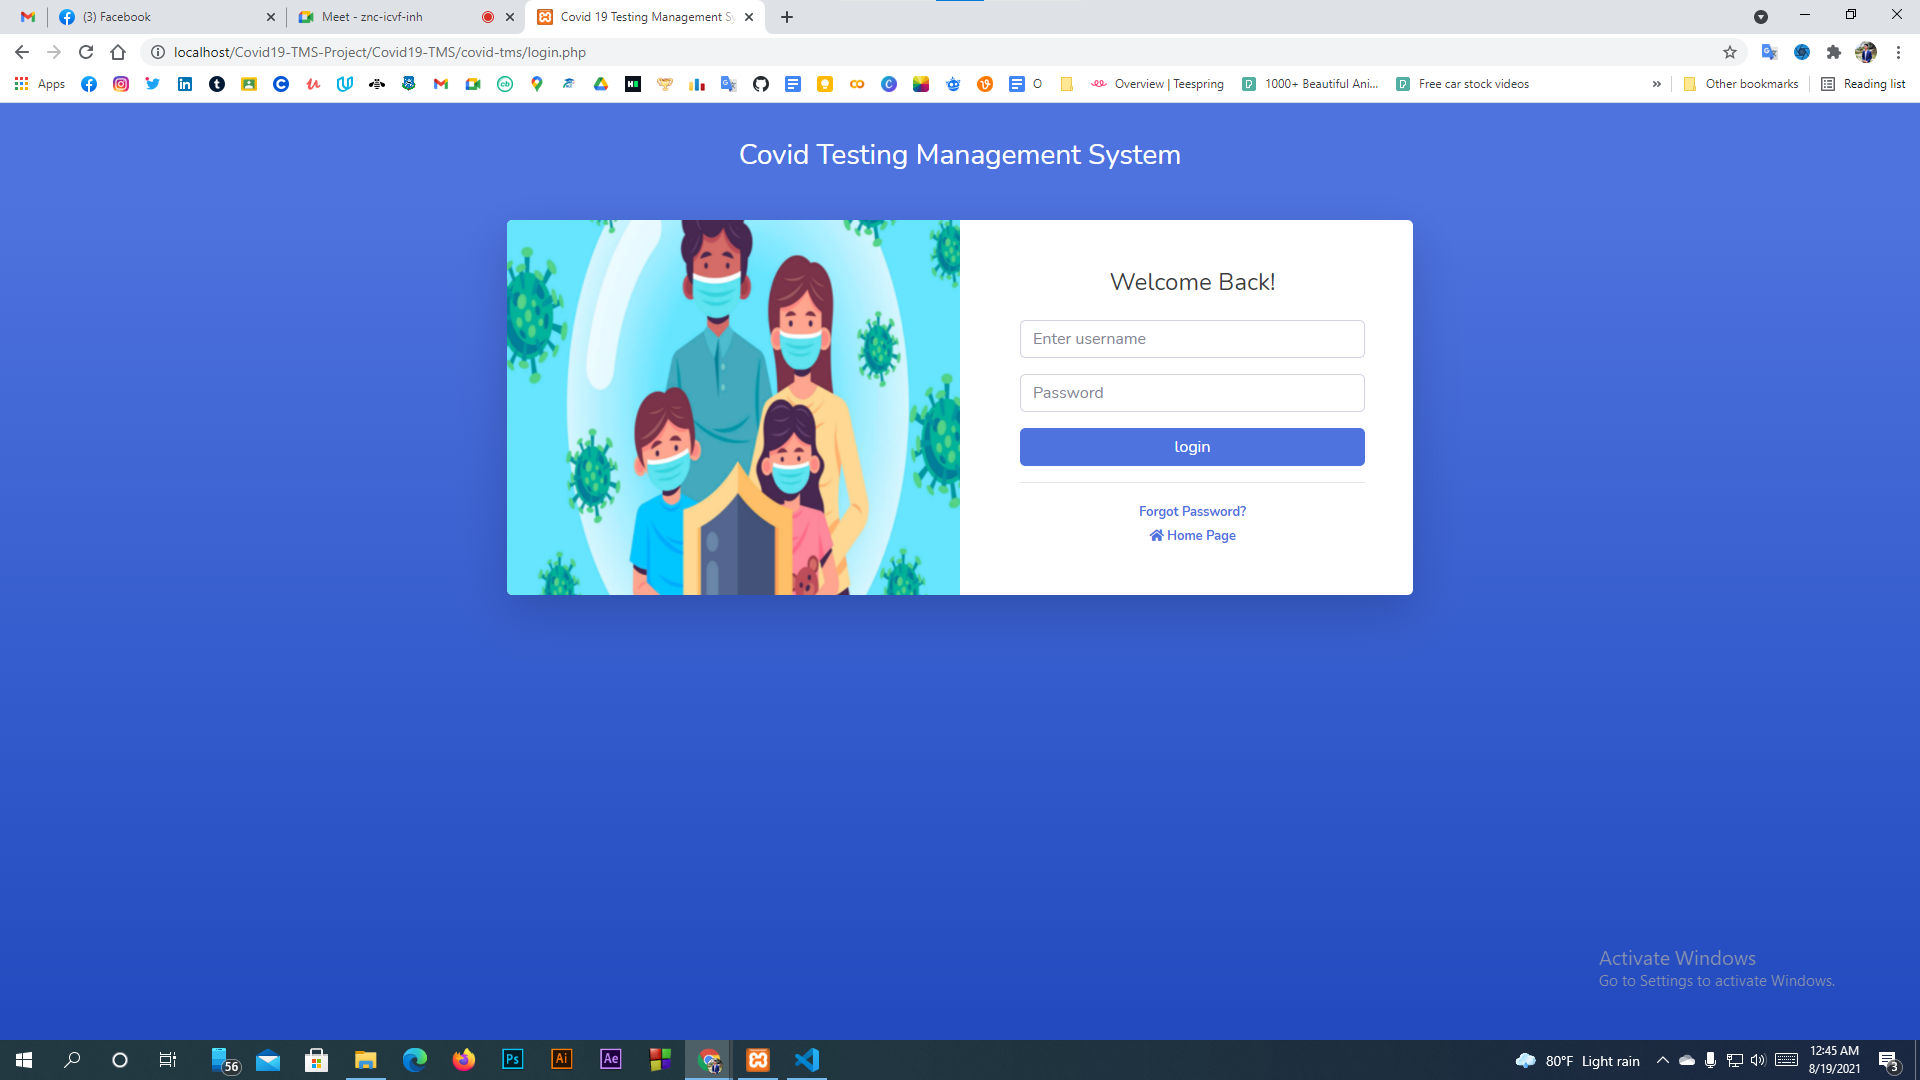 (3) Facebook
Meet - znc-icvf-inh
Covid 19 Testing Management Sy
localhost/Covid19-TMS-Project/Covid19-TMS/covid-tms/login.php
Apps
O
Overview | Teespring
1000+ Beautiful Ani...
Free car stock videos
»
Other bookmarks
Reading list
Covid Testing Management System
Welcome Back!
Enter username
Password
login
Forgot Password?
Home Page
Activate Windows
Go to Settings to activate Windows.
56
Ps
Ai
Ae
80°F Light rain
12:45 AM
8/19/2021
3